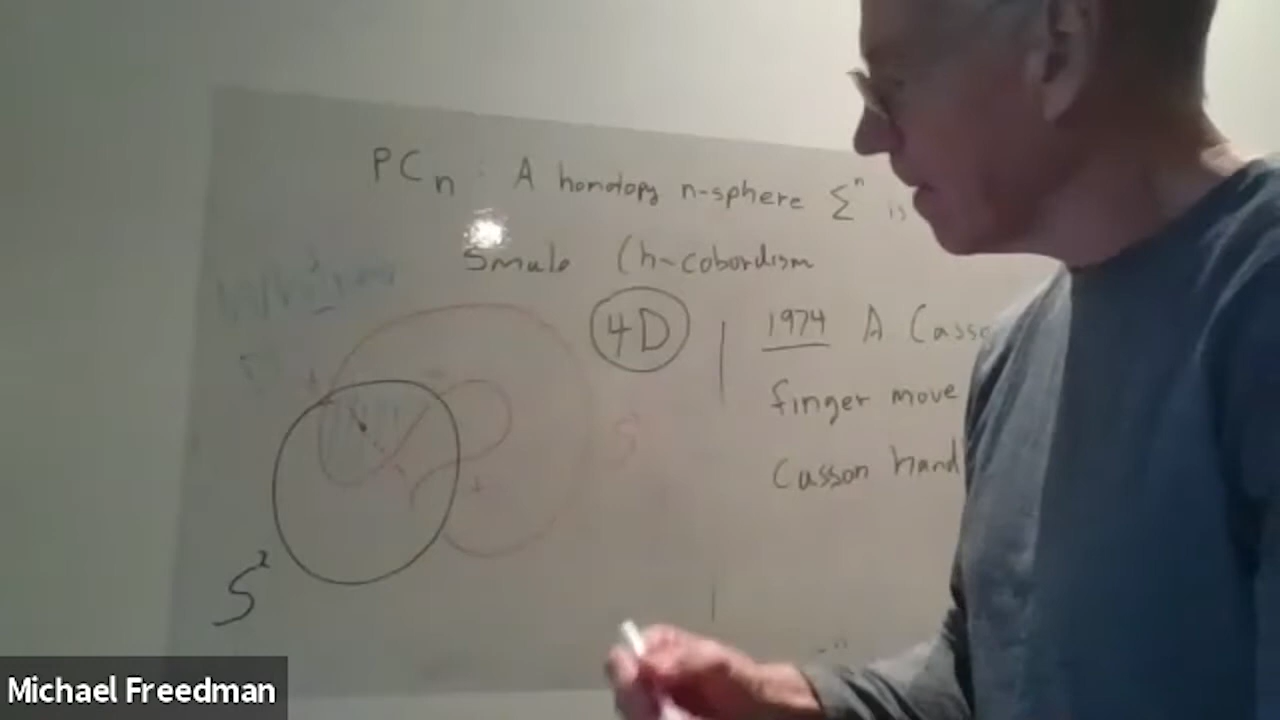 PCn : A homotopy n-sphere Σⁿ is
Smale (h-cobordism
4D
1974 A Casso
finger move
Casson hand
S²
Michael Freedman